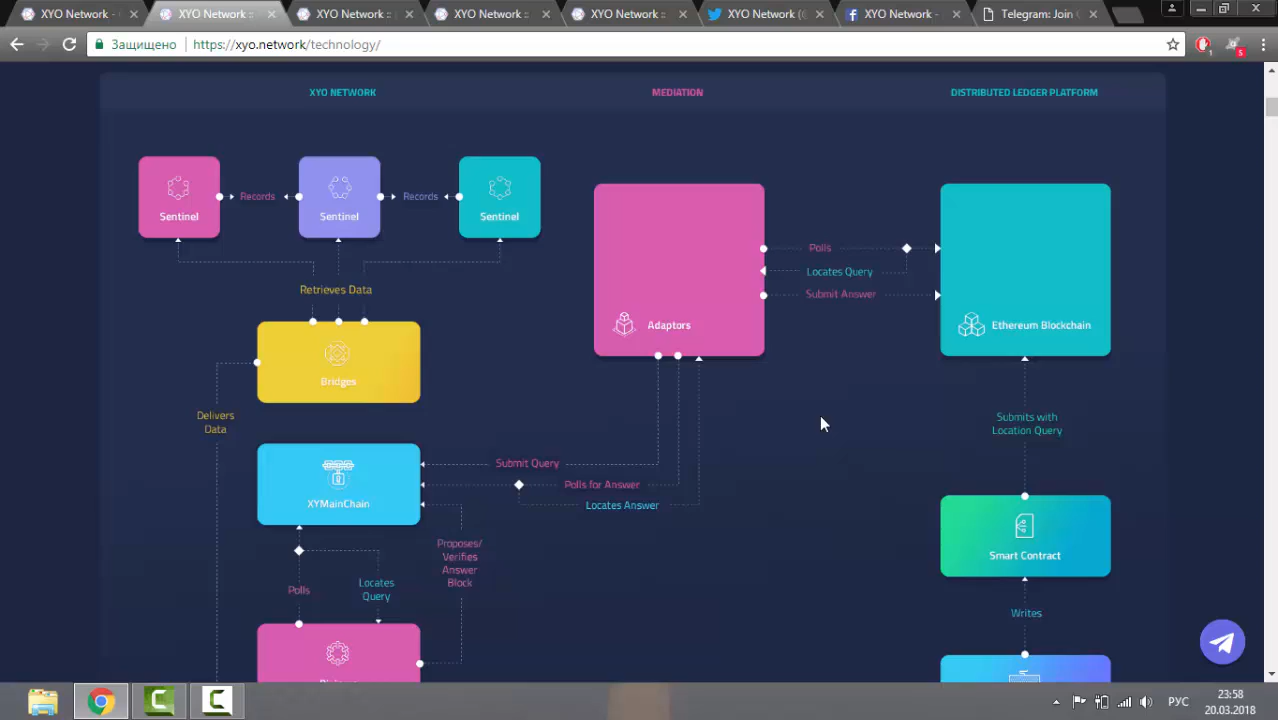 XYO Network -
XYO Network ::
XYO Network ::
XYO Network ::
XYO Network ::
XYO Network (@
XYO Network -
Telegram: Join
Защищено
https://xyo.network/technology/
1
5
XYO NETWORK
MEDIATION
DISTRIBUTED LEDGER PLATFORM
Sentinel
Records
Sentinel
Records
Sentinel
Retrieves Data
Bridges
Delivers
Data
XYMainChain
Polls
Locates
Query
Proposes/
Verifies
Answer
Block
Submit Query
Polls for Answer
Locates Answer
Adaptors
Polls
Locates Query
Submit Answer
Ethereum Blockchain
Submits with
Location Query
Smart Contract
Writes
РУС
23:58
20.03.2018